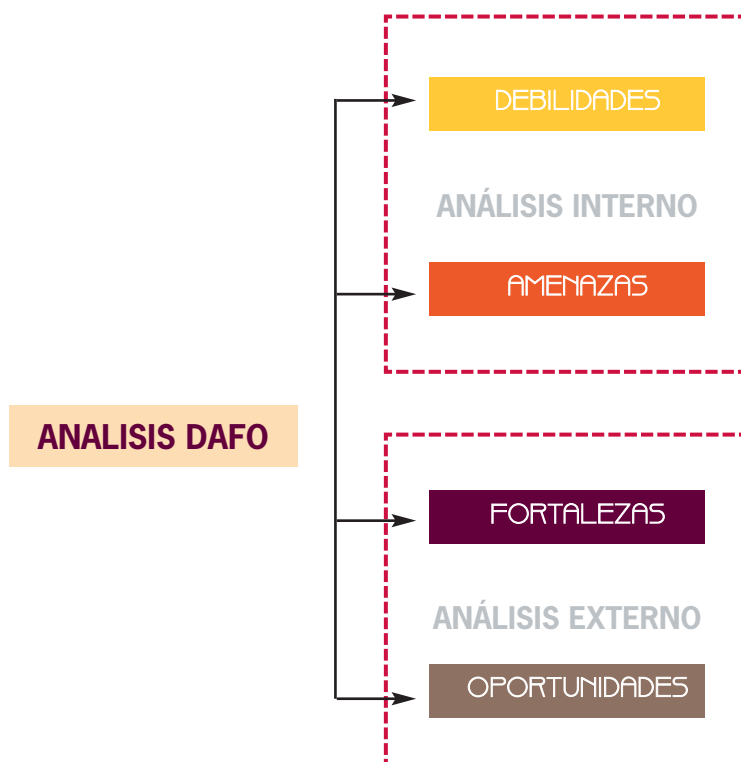 DEBILIDADES
ANÁLISIS INTERNO
AMENAZAS
ANALISIS DAFO
FORTALEZAS
ANÁLISIS EXTERNO
OPORTUNIDADES